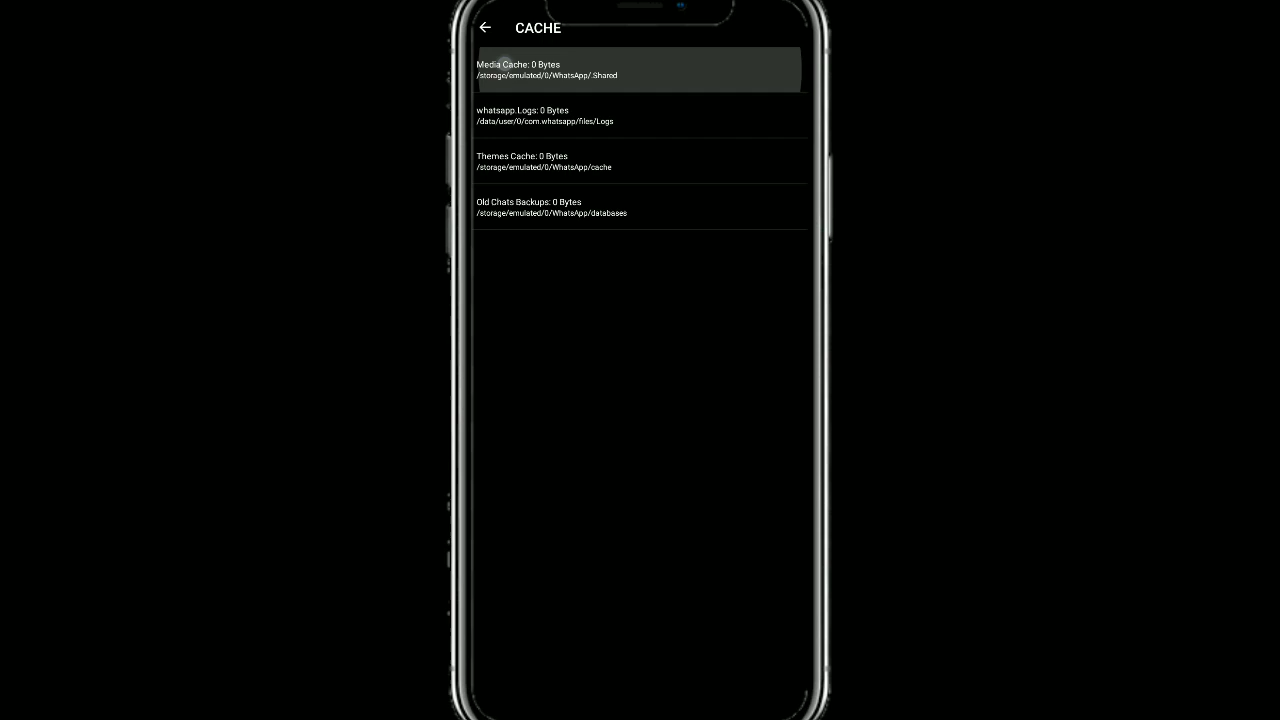 CACHE
Media Cache: 0 Bytes
/storage/emulated/0/WhatsApp/.Shared
whatsapp.Logs: 0 Bytes
/data/user/0/com.whatsapp/files/Logs
Themes Cache: 0 Bytes
/storage/emulated/0/WhatsApp/cache
Old Chats Backups: 0 Bytes
/storage/emulated/0/WhatsApp/databases